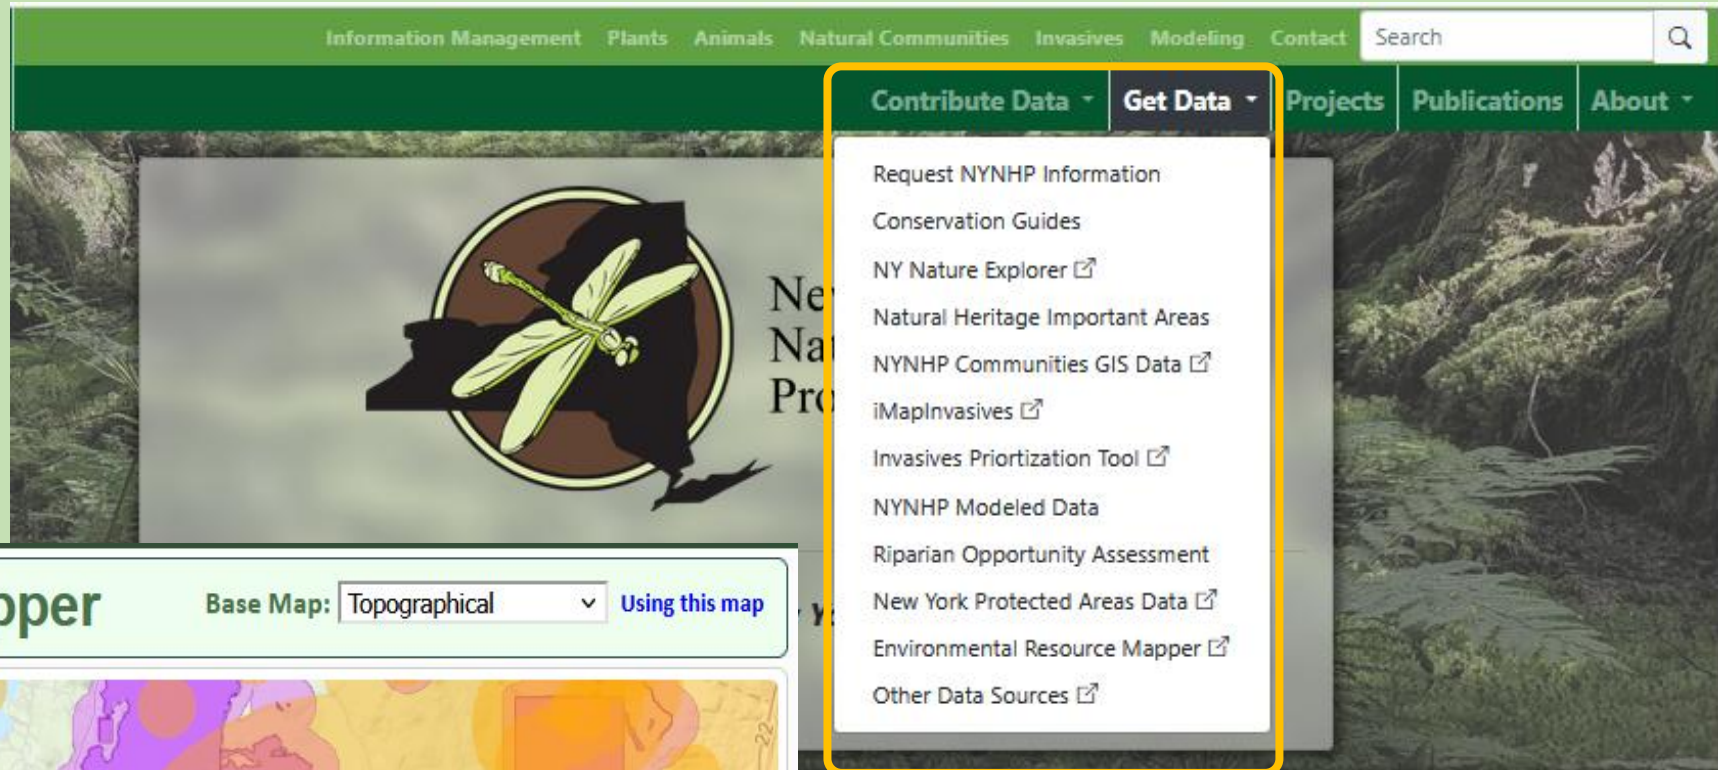 Information Management Plants Animals Natural Communities Invasives Modeling Contact Search
Contribute Data Get Data Projects Publications About
Request NYNHP Information
Conservation Guides
NY Nature Explorer
Natural Heritage Important Areas
NYNHP Communities GIS Data
iMapInvasives
Invasives Priortization Tool
NYNHP Modeled Data
Riparian Opportunity Assessment
New York Protected Areas Data
Environmental Resource Mapper
Other Data Sources
Ne
Na
Pro
Base Map: Topographical Using this map
22